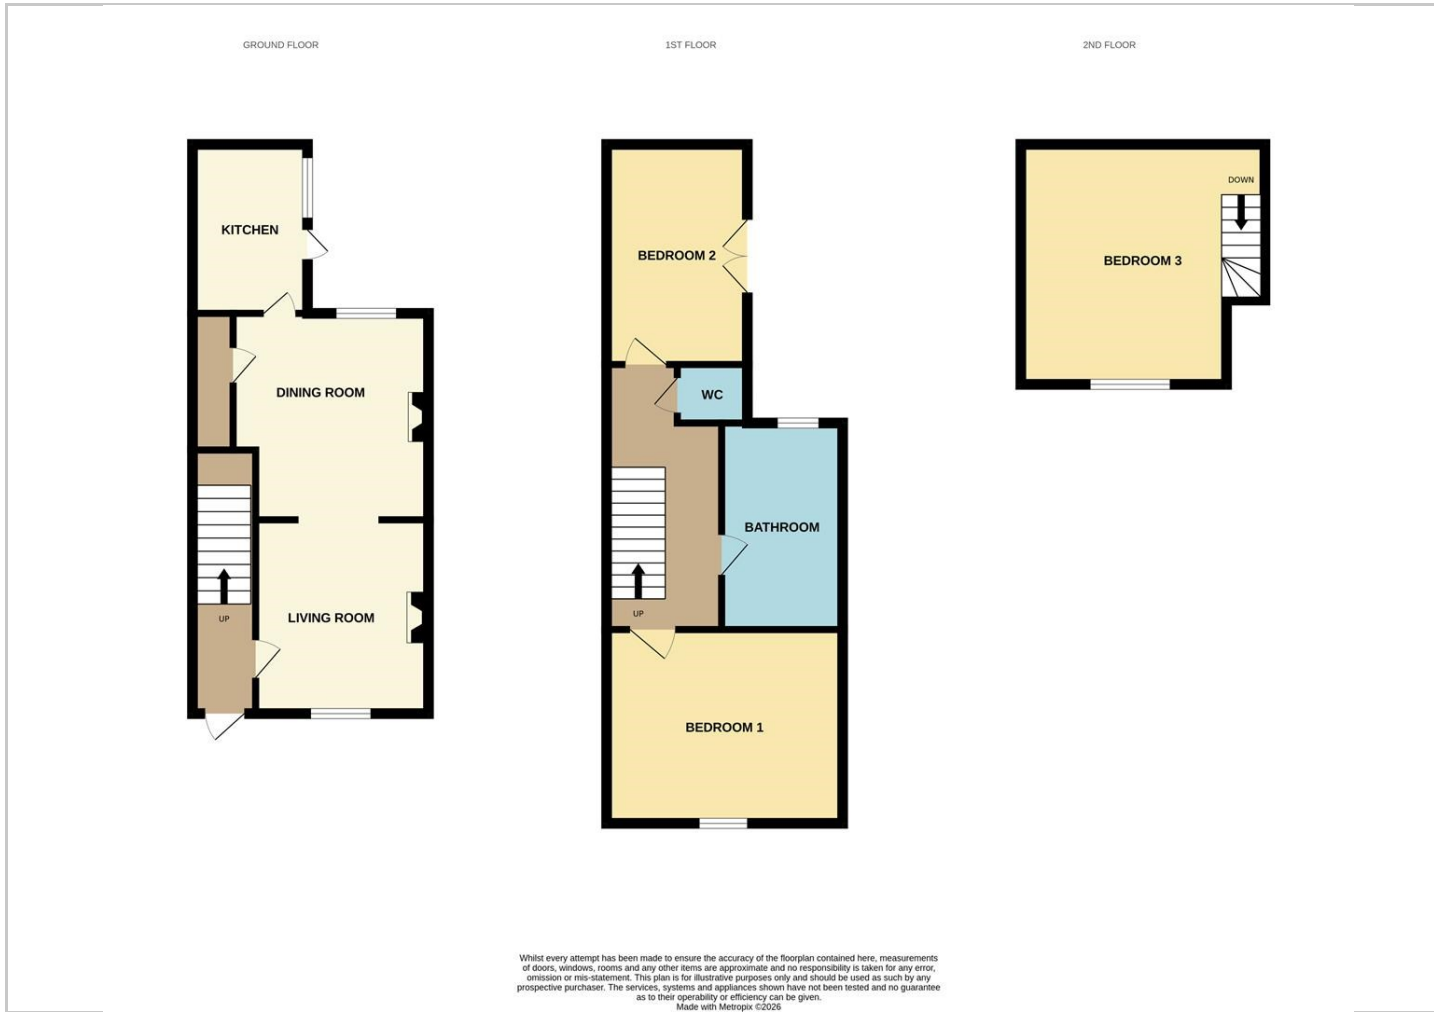 GROUND FLOOR
1ST FLOOR
2ND FLOOR
KITCHEN
DINING ROOM
UP
LIVING ROOM
BEDROOM 2
WC
BATHROOM
UP
BEDROOM 1
DOWN
BEDROOM 3
Whilst every attempt has been made to ensure the accuracy of the floorplan contained here, measurements
of doors, windows, rooms and any other items are approximate and no responsibility is taken for any error,
omission or mis-statement. This plan is for illustrative purposes only and should be used as such by any
prospective purchaser. The services, systems and appliances shown have not been tested and no guarantee
as to their operability or efficiency can be given.
Made with Metropix ©2026